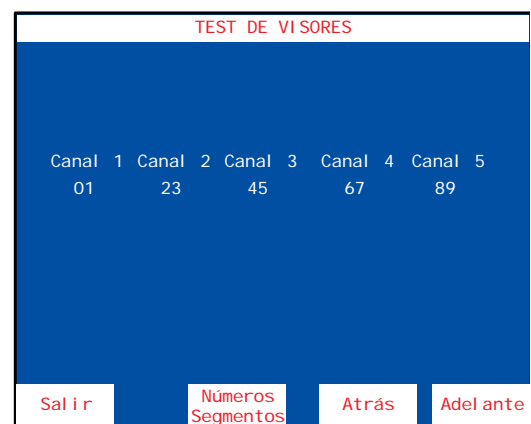 TEST DE VISORES
Canal 1 Canal 2 Canal 3 Canal 4 Canal 5
01 23 45 67 89
Salir Números Segmentos Atrás Adelante